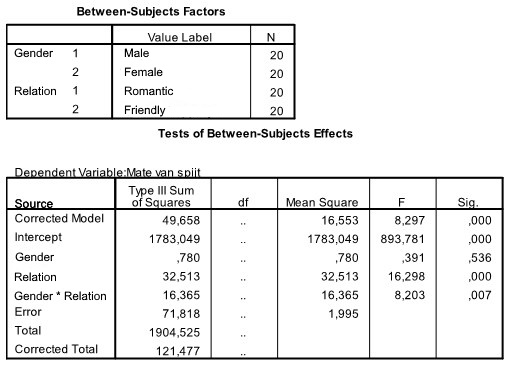 Between-Subjects Factors
Value Label N
Gender 1 Male 20
2 Female 20
Relation 1 Romantic 20
2 Friendly 20
Tests of Between-Subjects Effects
Dependent Variable:Mate van spijt
Source Type III Sum of Squares df Mean Square F Sig.
Corrected Model 49,658 .. 16,553 8,297 ,000
Intercept 1783,049 .. 1783,049 893,781 ,000
Gender ,780 .. ,780 ,391 ,536
Relation 32,513 .. 32,513 16,298 ,000
Gender * Relation 16,365 .. 16,365 8,203 ,007
Error 71,818 .. 1,995
Total 1904,525 ..
Corrected Total 121,477 ..